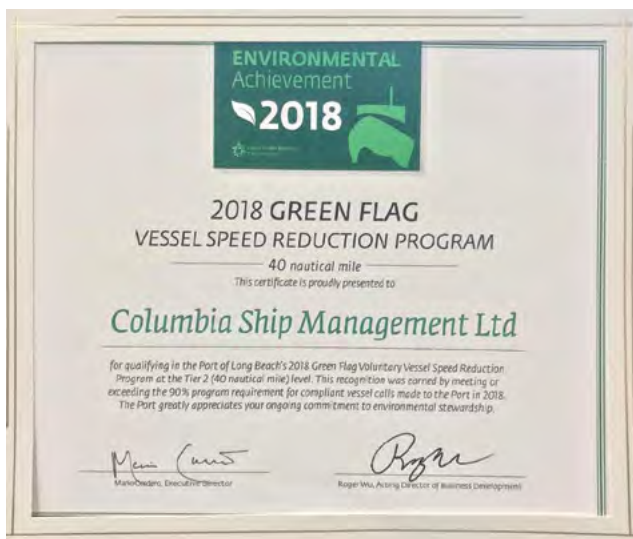 ENVIRONMENTAL
Achievement
2018
2018 GREEN FLAG
VESSEL SPEED REDUCTION PROGRAM
40 nautical mile
This certificate is proudly presented to
Columbia Ship Management Ltd
for qualifying in the Port of Long Beach's 2018 Green Flag Voluntary Vessel Speed Reduction
Program at the Tier 2 (40 nautical mile) level. This recognition was earned by meeting or
exceeding the 90% program requirement for compliant vessel calls made to the Port in 2018.
The Port greatly appreciates your ongoing commitment to environmental stewardship.
Mario Cordero, Executive Director
Roger Wu, Acting Director of Business Development